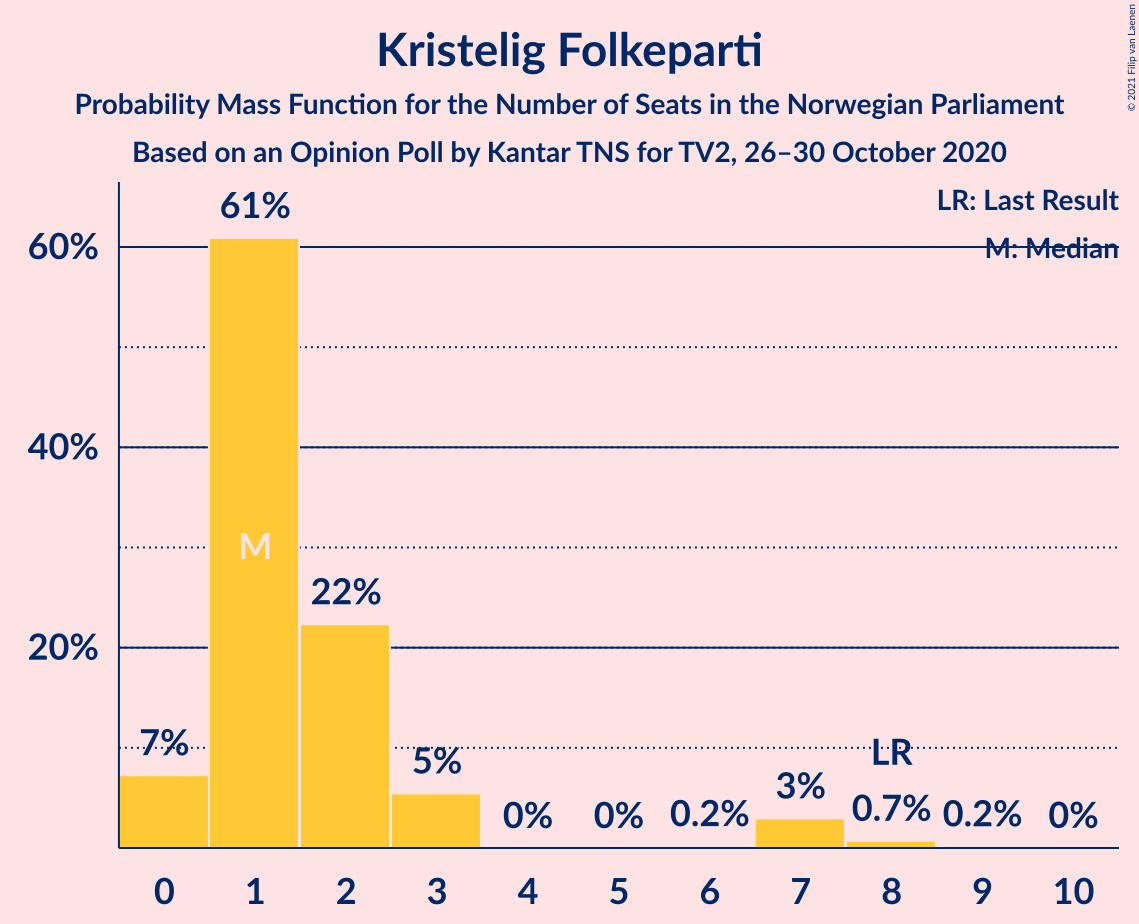 Kristelig Folkeparti
Probability Mass Function for the Number of Seats in the Norwegian Parliament
Based on an Opinion Poll by Kantar TNS for TV2, 26–30 October 2020
© 2021 Filip van Laenen
LR: Last Result
M: Median
60%
40%
20%
7%
61%
M
22%
5%
0%
0%
0.2%
3%
LR
0.7%
0.2%
0%
0 1 2 3 4 5 6 7 8 9 10